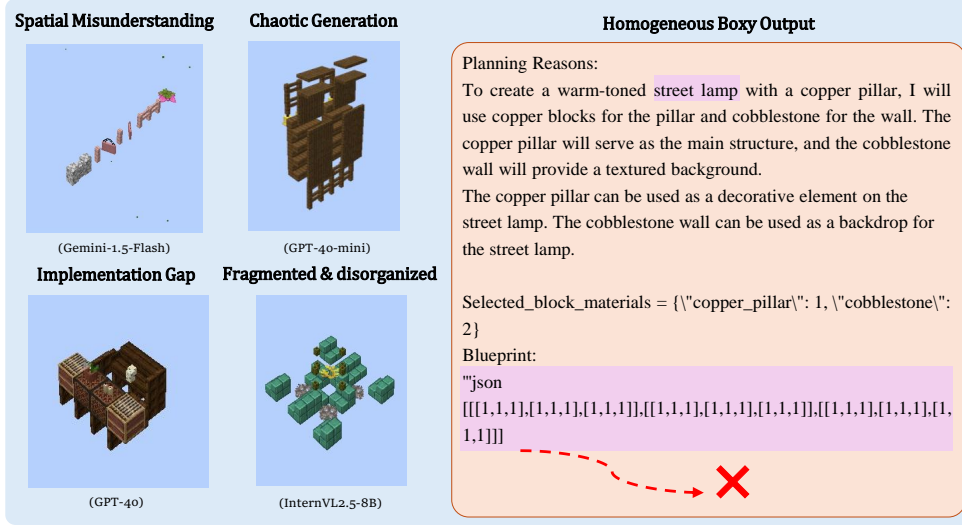 Spatial Misunderstanding
Chaotic Generation
Homogeneous Boxy Output
(Gemini-1.5-Flash)
(GPT-4o-mini)
Implementation Gap
Fragmented & disorganized
(GPT-4o)
(InternVL2.5-8B)
Planning Reasons:
To create a warm-toned street lamp with a copper pillar, I will
use copper blocks for the pillar and cobblestone for the wall. The
copper pillar will serve as the main structure, and the cobblestone
wall will provide a textured background.
The copper pillar can be used as a decorative element on the
street lamp. The cobblestone wall can be used as a backdrop for
the street lamp.
Selected_block_materials = {\"copper_pillar\": 1, \"cobblestone\":
2}
Blueprint:
'''json
[[[1,1,1],[1,1,1],[1,1,1]],[[1,1,1],[1,1,1],[1,1,1]],[[1,1,1],[1,1,1],[1,
1,1]]]